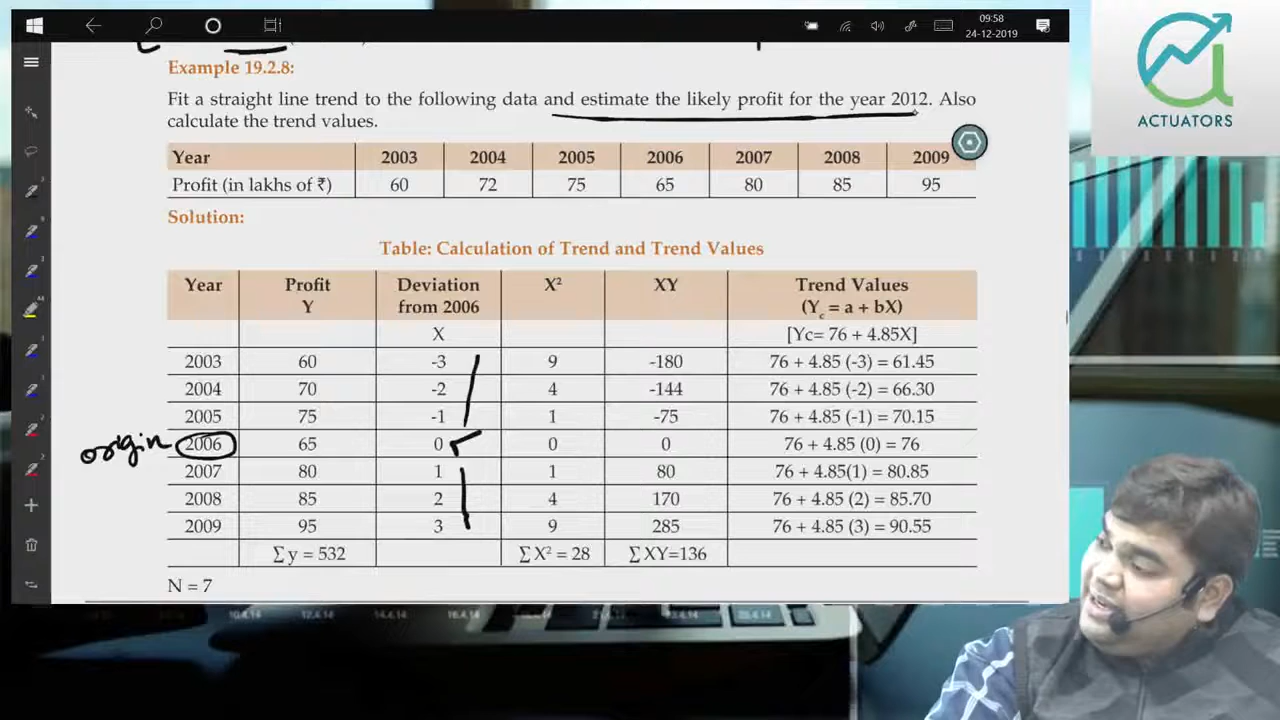 09:58
24-12-2019
ACTUATORS
Example 19.2.8:
Fit a straight line trend to the following data and estimate the likely profit for the year 2012. Also
calculate the trend values.
Year 2003 2004 2005 2006 2007 2008 2009
Profit (in lakhs of ₹) 60 72 75 65 80 85 95
Solution:
Table: Calculation of Trend and Trend Values
Year Profit Y Deviation from 2006 X² XY Trend Values (Yc = a + bX)
X [Yc= 76 + 4.85X]
2003 60 -3 9 -180 76 + 4.85 (-3) = 61.45
2004 70 -2 4 -144 76 + 4.85 (-2) = 66.30
2005 75 -1 1 -75 76 + 4.85 (-1) = 70.15
origin 2006 65 0 0 0 76 + 4.85 (0) = 76
2007 80 1 1 80 76 + 4.85(1) = 80.85
2008 85 2 4 170 76 + 4.85 (2) = 85.70
2009 95 3 9 285 76 + 4.85 (3) = 90.55
∑ y = 532 ∑ X² = 28 ∑ XY=136
N = 7